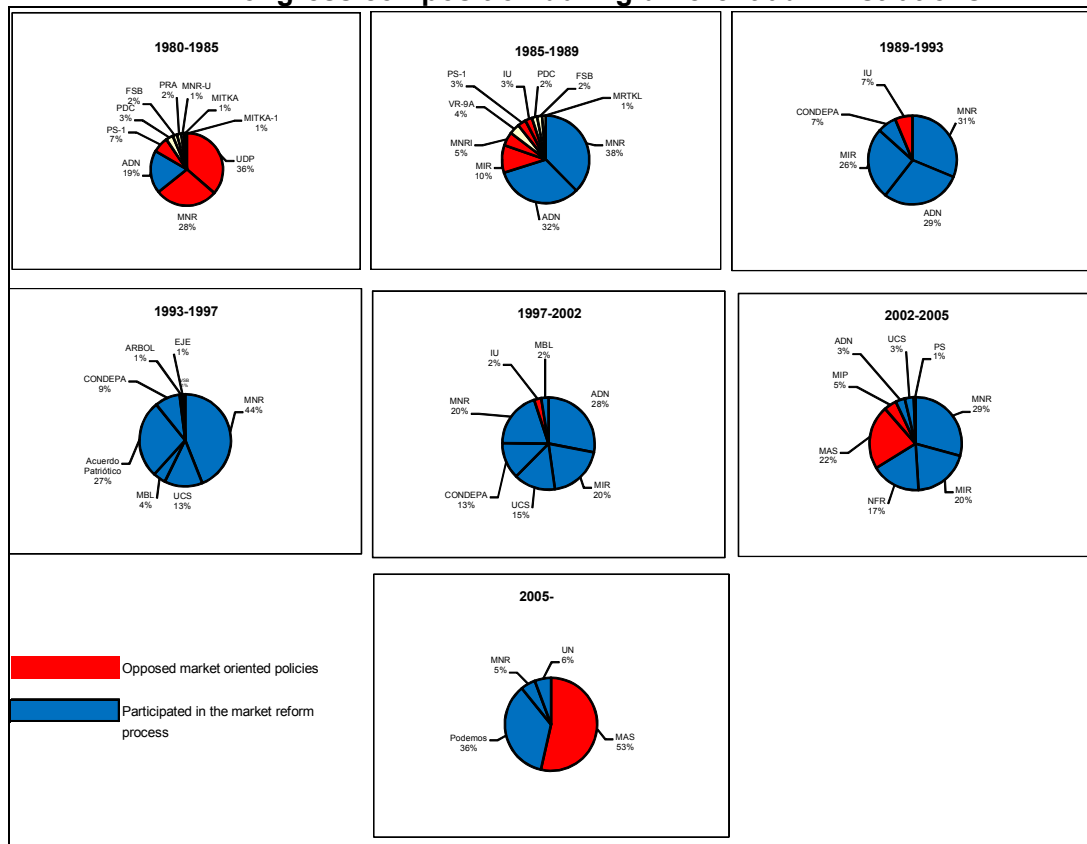 1980-1985
PRA
2%
MNR-U
1%
FSB
2%
MITKA
1%
PDC
3%
MITKA-1
1%
PS-1
7%
UDP
36%
ADN
19%
MNR
28%
1985-1989
PS-1
3%
IU
3%
PDC
2%
FSB
2%
VR-9A
4%
MRTKL
1%
MNRI
5%
MNR
38%
MIR
10%
ADN
32%
1989-1993
IU
7%
CONDEPA
7%
MNR
31%
MIR
26%
ADN
29%
1993-1997
ARBOL
1%
EJE
1%
CONDEPA
9%
MNR
44%
Acuerdo
Patriótico
27%
MBL
4%
UCS
13%
1997-2002
IU
2%
MBL
2%
ADN
28%
MNR
20%
CONDEPA
13%
UCS
15%
MIR
20%
2002-2005
ADN
3%
UCS
3%
PS
1%
MIP
5%
MNR
29%
MAS
22%
NFR
17%
MIR
20%
2005-
MNR
5%
UN
6%
Podemos
36%
MAS
53%
Opposed market oriented policies
Participated in the market reform
process